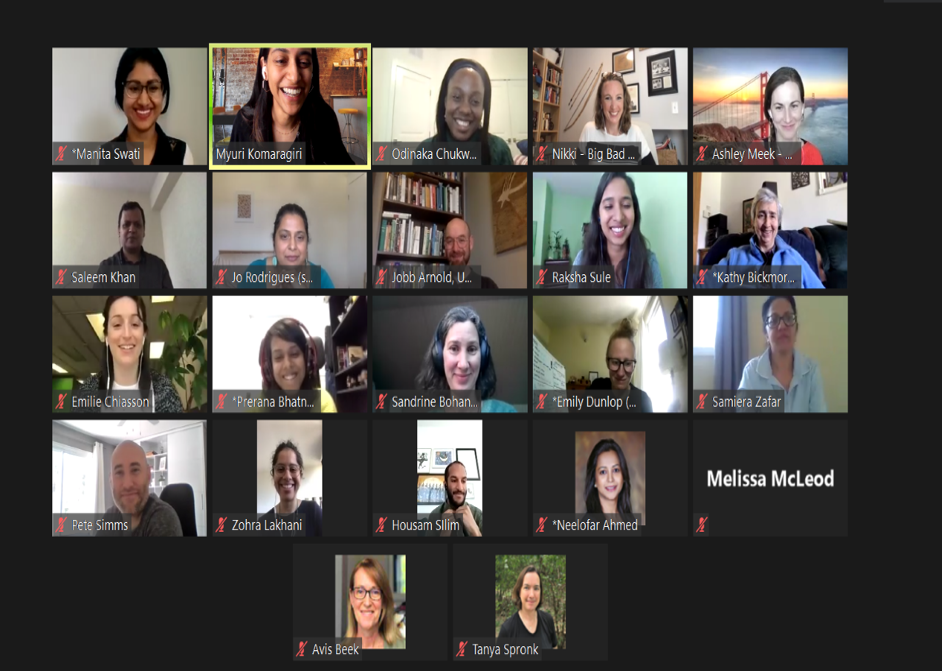 *Manita Swati
Myuri Komaragiri
Odinaka Chukw...
Nikki - Big Bad ...
Ashley Meek - ...
Saleem Khan
Jo Rodrigues (s...
Jobb Arnold, U...
Raksha Sule
*Kathy Bickmor...
Emilie Chiasson
*Prerana Bhatn...
Sandrine Bohan...
*Emily Dunlop (...
Samiera Zafar
Pete Simms
Zohra Lakhani
Housam SIlim
*Neelofar Ahmed
Melissa McLeod
Avis Beek
Tanya Spronk